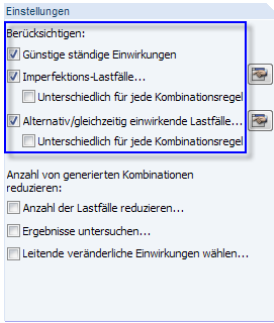 Einstellungen
Berücksichtigen:
Günstige ständige Einwirkungen
Imperfektions-Lastfälle...
Unterschiedlich für jede Kombinationsregel
Alternativ/gleichzeitig einwirkende Lastfälle...
Unterschiedlich für jede Kombinationsregel
Anzahl von generierten Kombinationen
reduzieren:
Anzahl der Lastfälle reduzieren...
Ergebnisse untersuchen...
Leitende veränderliche Einwirkungen wählen...